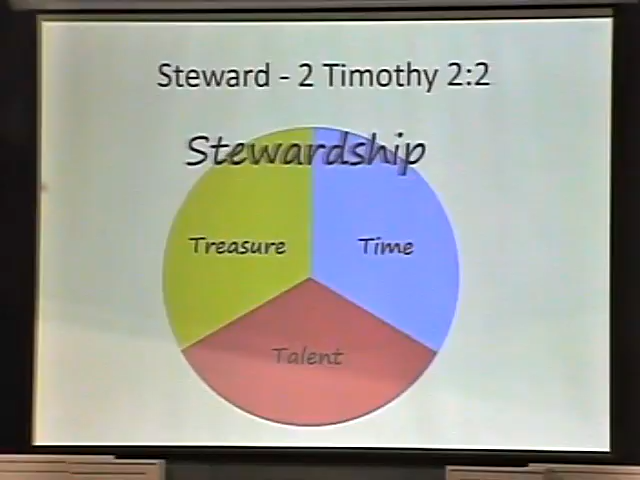 Steward - 2 Timothy 2:2
Stewardship
Treasure
Time
Talent